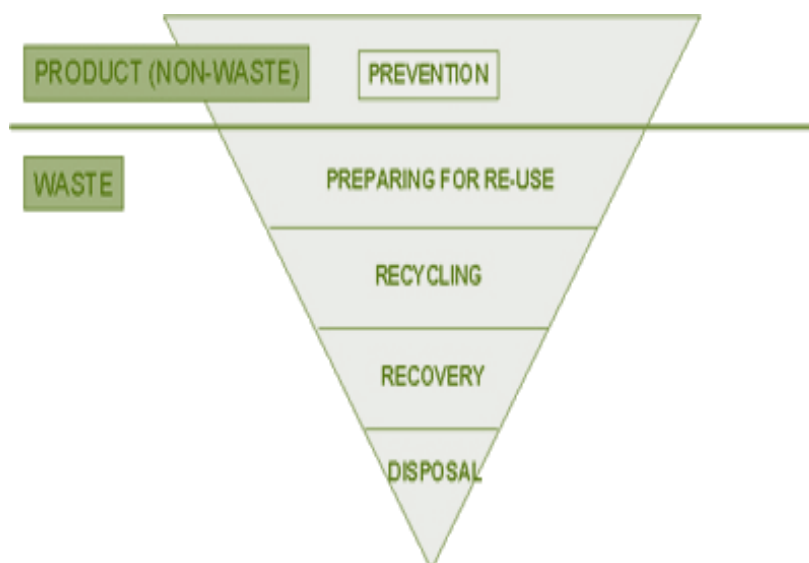 PRODUCT (NON-WASTE)
PREVENTION
WASTE
PREPARING FOR RE-USE
RECYCLING
RECOVERY
DISPOSAL